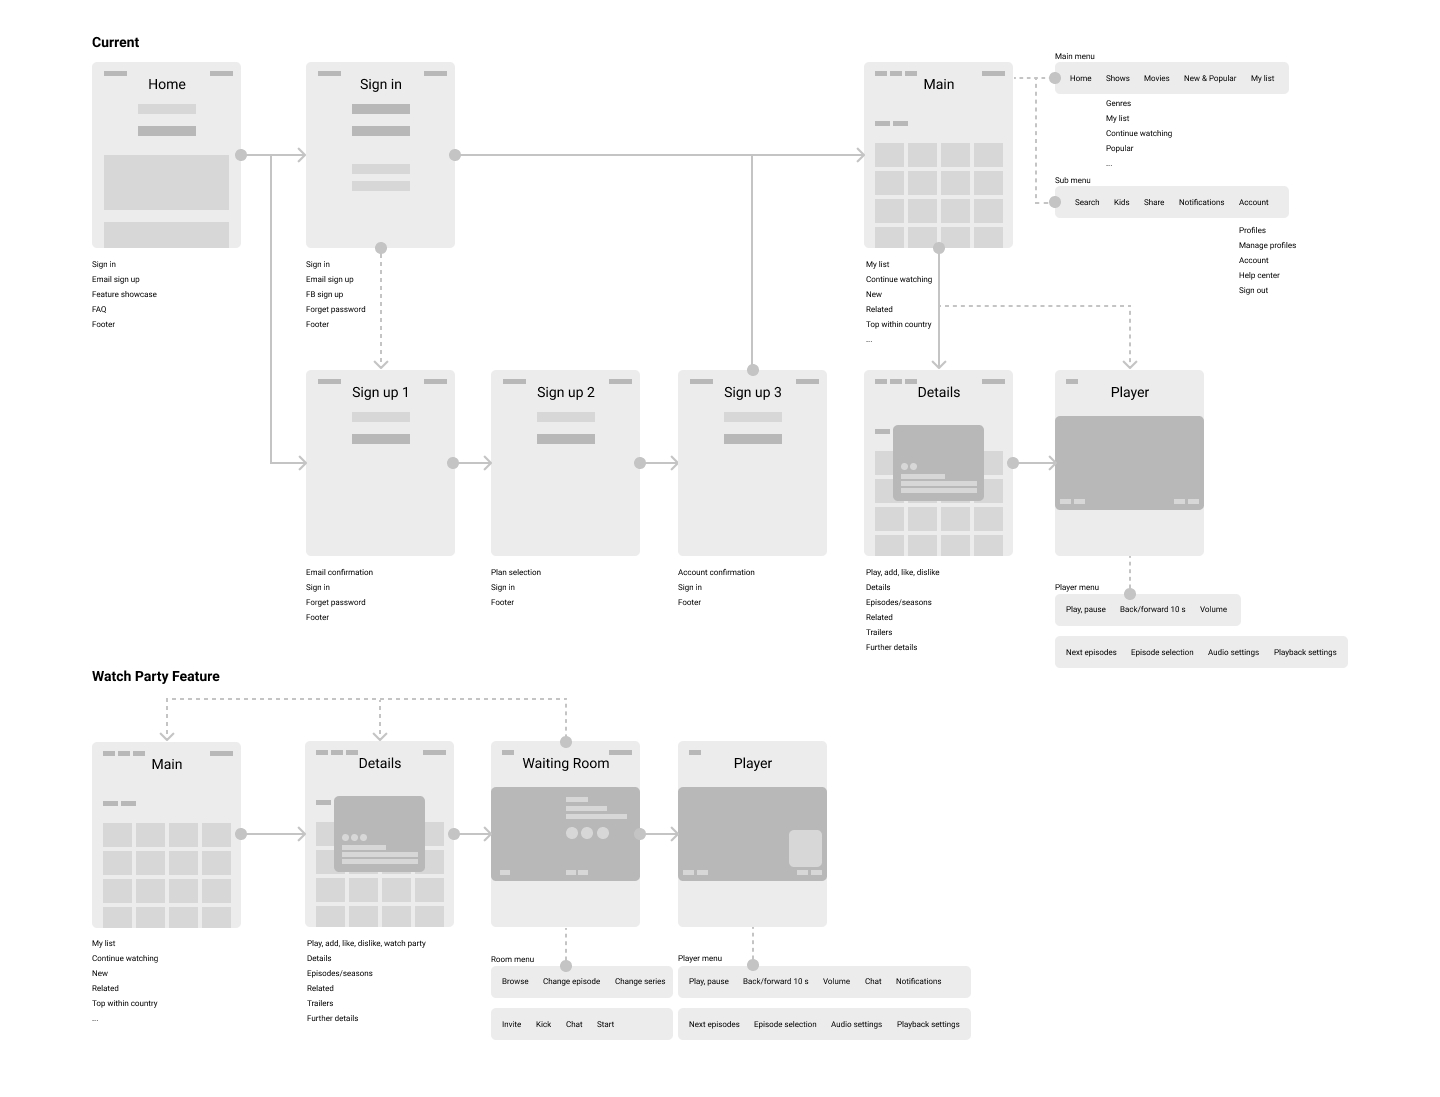 Current
Home
Sign in
Email sign up
Feature showcase
FAQ
Footer
Sign in
Sign in
Email sign up
FB sign up
Forget password
Footer
Main
My list
Continue watching
New
Related
Top within country
...
Main menu
Home Shows Movies New & Popular My list
Genres
My list
Continue watching
Popular
...
Sub menu
Search Kids Share Notifications Account
Profiles
Manage profiles
Account
Help center
Sign out
Sign up 1
Email confirmation
Sign in
Forget password
Footer
Sign up 2
Plan selection
Sign in
Footer
Sign up 3
Account confirmation
Sign in
Footer
Details
Play, add, like, dislike
Details
Episodes/seasons
Related
Trailers
Further details
Player
Player menu
Play, pause Back/forward 10 s Volume
Next episodes Episode selection Audio settings Playback settings
Watch Party Feature
Main
My list
Continue watching
New
Related
Top within country
...
Details
Play, add, like, dislike, watch party
Details
Episodes/seasons
Related
Trailers
Further details
Waiting Room
Room menu
Browse Change episode Change series
Invite Kick Chat Start
Player
Player menu
Play, pause Back/forward 10 s Volume Chat Notifications
Next episodes Episode selection Audio settings Playback settings